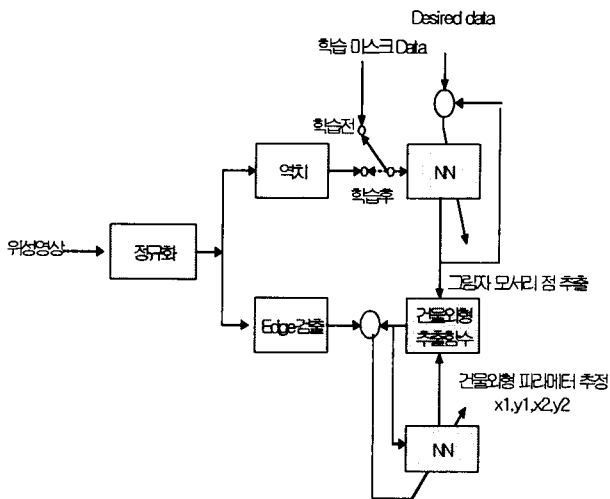 Desired data
학습 마스크 Data
학습전
역치
학습후
NN
위성영상
정규화
그림자 모서리 점 추출
Edge검출
건물외형
추출함수
건물외형 파라메터 추정
x1,y1,x2,y2
NN